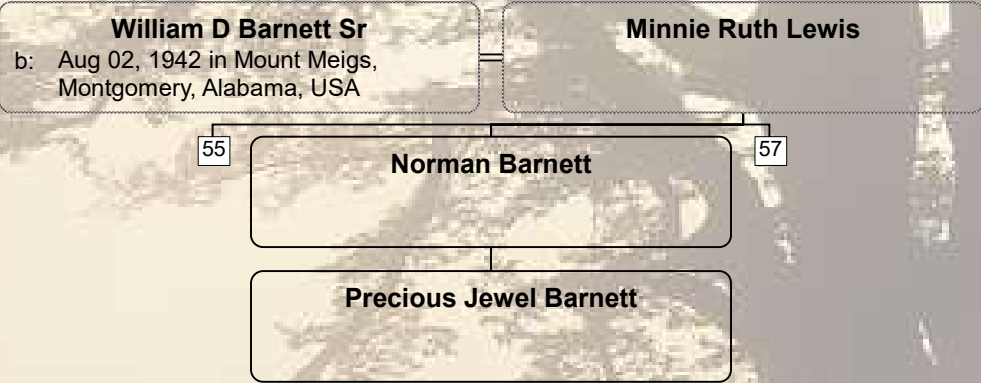 William D Barnett Sr
b: Aug 02, 1942 in Mount Meigs,
Montgomery, Alabama, USA
Minnie Ruth Lewis
55
57
Norman Barnett
Precious Jewel Barnett